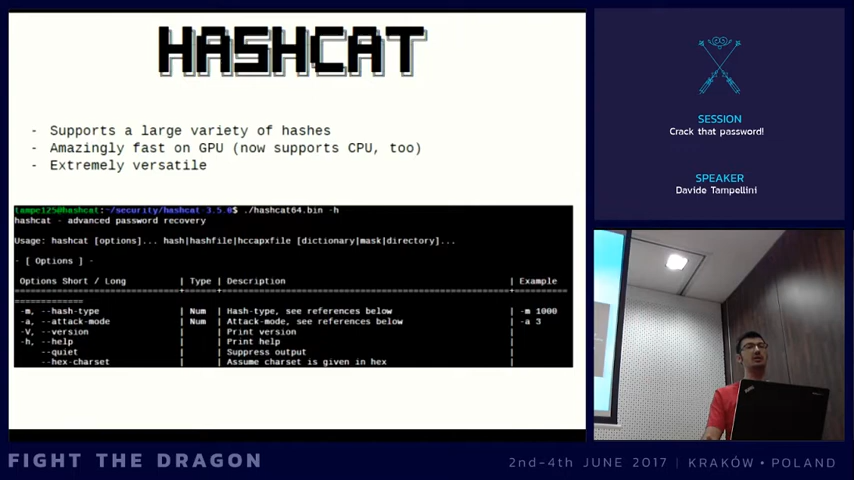 HASHCAT
- Supports a large variety of hashes
- Amazingly fast on GPU (now supports CPU, too)
- Extremely versatile
tampe125@hashcat:~/security/hashcat-3.5.0$ ./hashcat64.bin -h
hashcat - advanced password recovery
Usage: hashcat [options]... hash|hashfile|hccapxfile [dictionary|mask|directory]...
- [ Options ] -
Options Short / Long | Type | Description | Example
-m, --hash-type | Num | Hash-type, see references below | -m 1000
-a, --attack-mode | Num | Attack-mode, see references below | -a 3
-V, --version | | Print version |
-h, --help | | Print help |
--quiet | | Suppress output |
--hex-charset | | Assume charset is given in hex |
SESSION
Crack that password!
SPEAKER
Davide Tampellini
FIGHT THE DRAGON
2nd-4th JUNE 2017 | KRAKÓW • POLAND